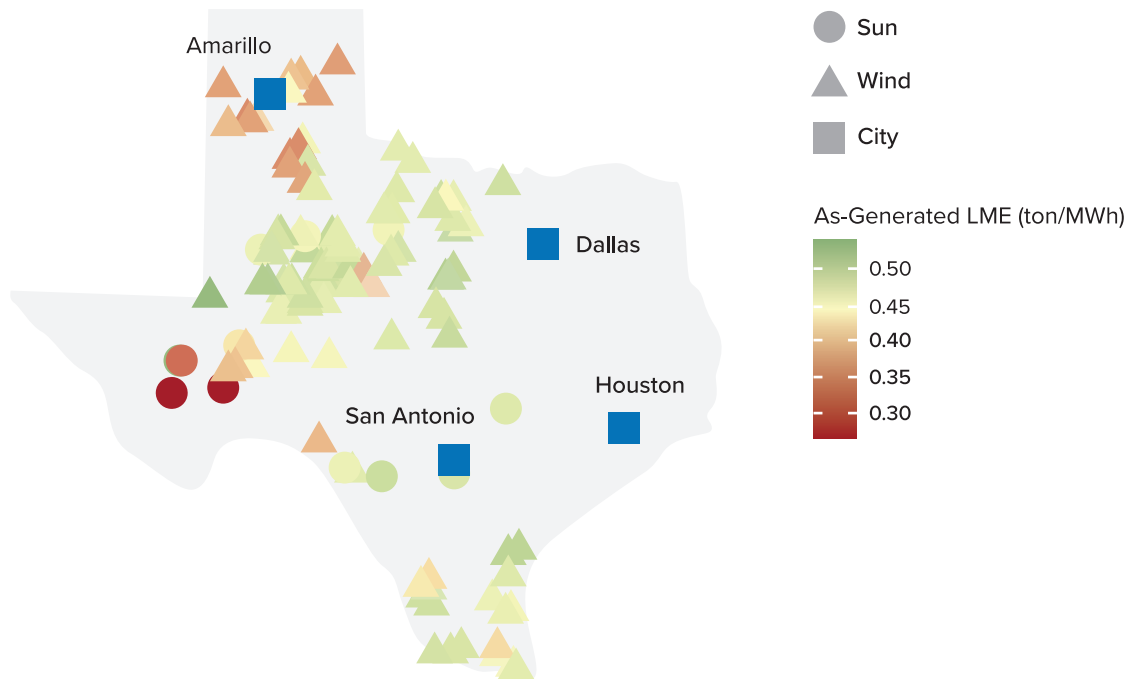 Amarillo
Dallas
Houston
San Antonio
Sun
Wind
City
As-Generated LME (ton/MWh)
0.50
0.45
0.40
0.35
0.30